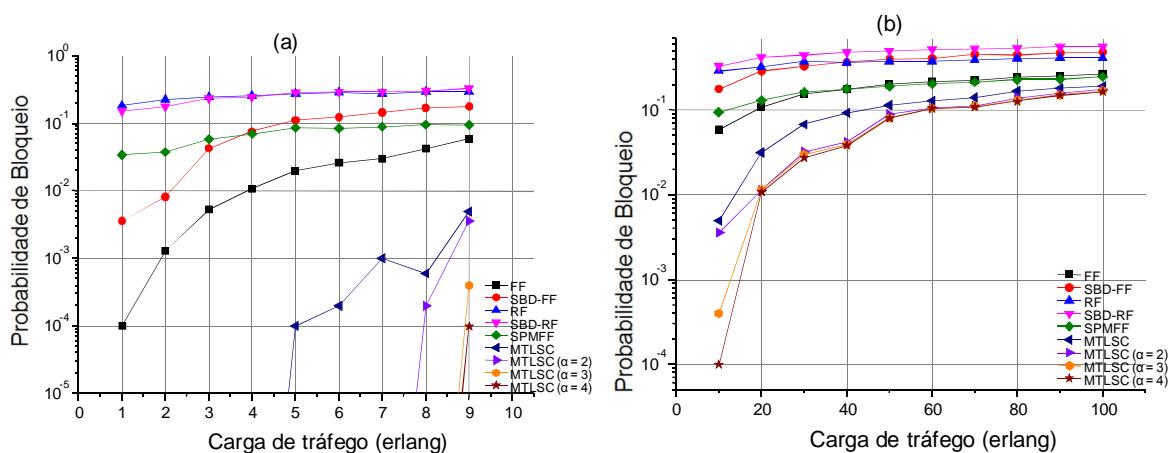 (a)
Probabilidade de Bloqueio
10^0
10^-1
10^-2
10^-3
10^-4
10^-5
0 1 2 3 4 5 6 7 8 9 10
Carga de tráfego (erlang)
FF
SBD-FF
RF
SBD-RF
SPMFF
MTLSC
MTLSC (α = 2)
MTLSC (α = 3)
MTLSC (α = 4)
(b)
Probabilidade de Bloqueio
10^-1
10^-2
10^-3
10^-4
0 20 40 60 80 100
Carga de tráfego (erlang)
FF
SBD-FF
RF
SBD-RF
SPMFF
MTLSC
MTLSC (α = 2)
MTLSC (α = 3)
MTLSC (α = 4)